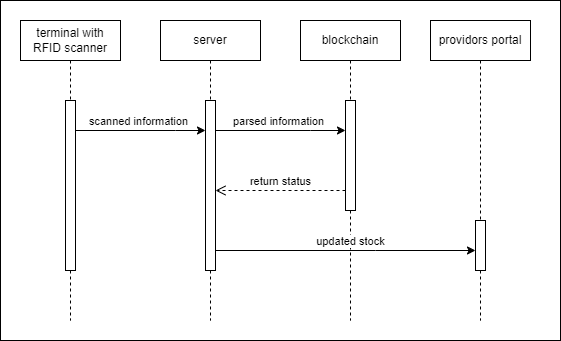 terminal with
RFID scanner
server
blockchain
providors portal
scanned information
parsed information
return status
updated stock